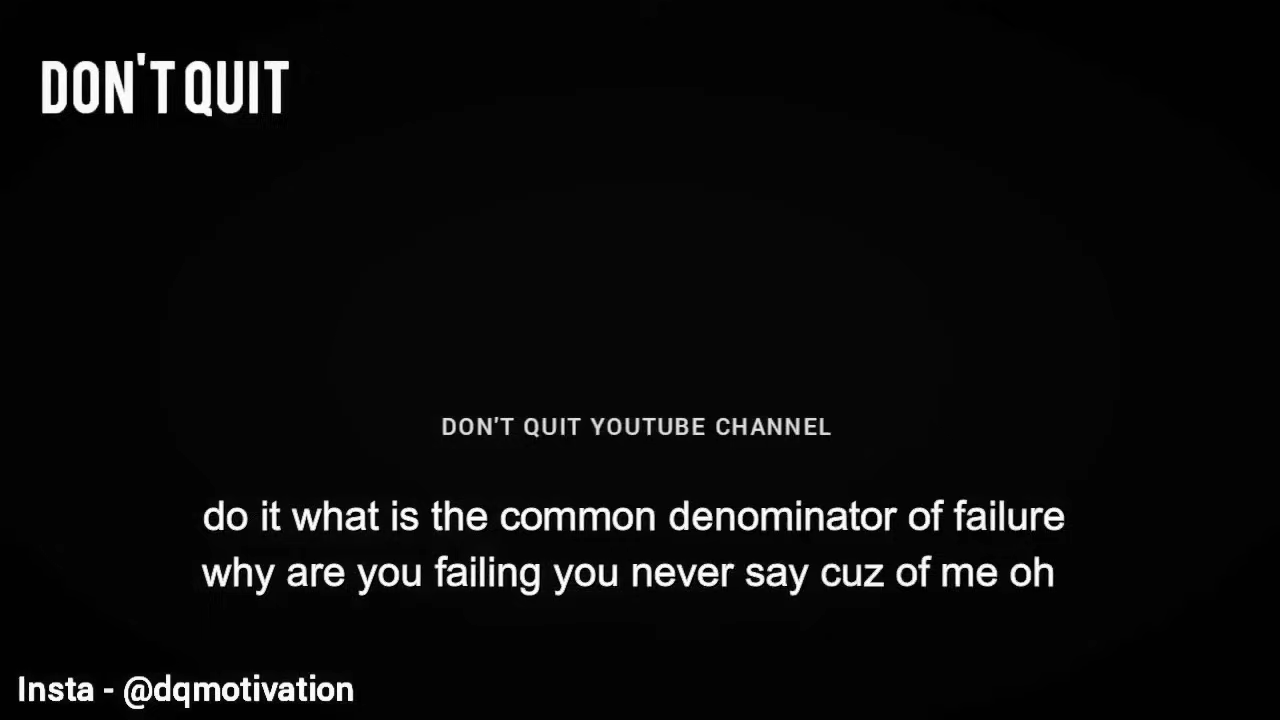 DON'T QUIT
DON'T QUIT YOUTUBE CHANNEL
do it what is the common denominator of failure
why are you failing you never say cuz of me oh
Insta - @dqmotivation